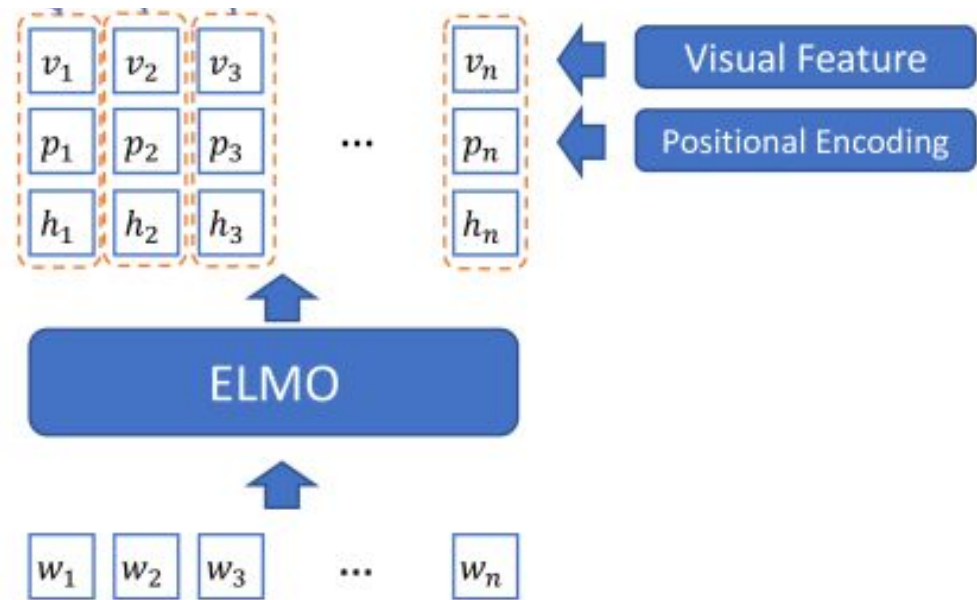 v₁ v₂ v₃ vₙ Visual Feature
p₁ p₂ p₃ ... pₙ Positional Encoding
h₁ h₂ h₃ hₙ
ELMO
w₁ w₂ w₃ ... wₙ